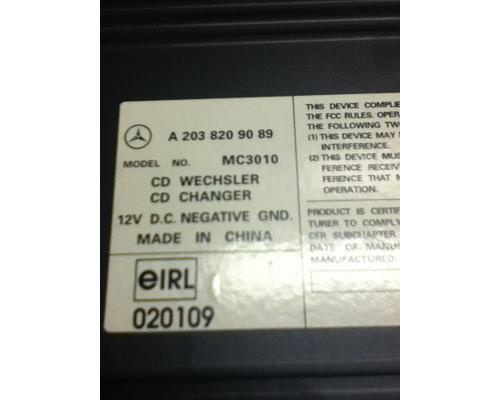 A 203 820 90 89
MODEL NO. MC3010
CD WECHSLER
CD CHANGER
12V D.C. NEGATIVE GND.
MADE IN CHINA
eIRL
020109
THIS DEVICE COMPLIE
THE FCC RULES. OPER
THE FOLLOWING TW
(1) THIS DEVICE MAY
INTERFERENCE.
(2) THIS DEVICE MUS
FERENCE RECEIV
FERENCE THAT M
OPERATION.
PRODUCT IS CERTIF
TURER TO COMPLY
CFR SUBCHAPTER
DATE OF MANU
MANUFACTURED.